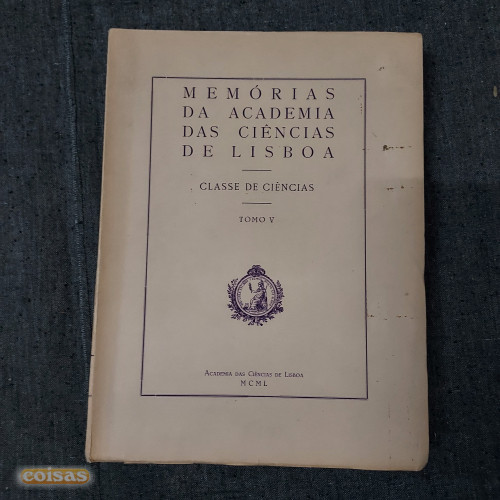 MEMÓRIAS
DA ACADEMIA
DAS CIÊNCIAS
DE LISBOA
CLASSE DE CIÊNCIAS
TOMO V
ACADEMIA DAS CIÊNCIAS DE LISBOA
MCML
coisas